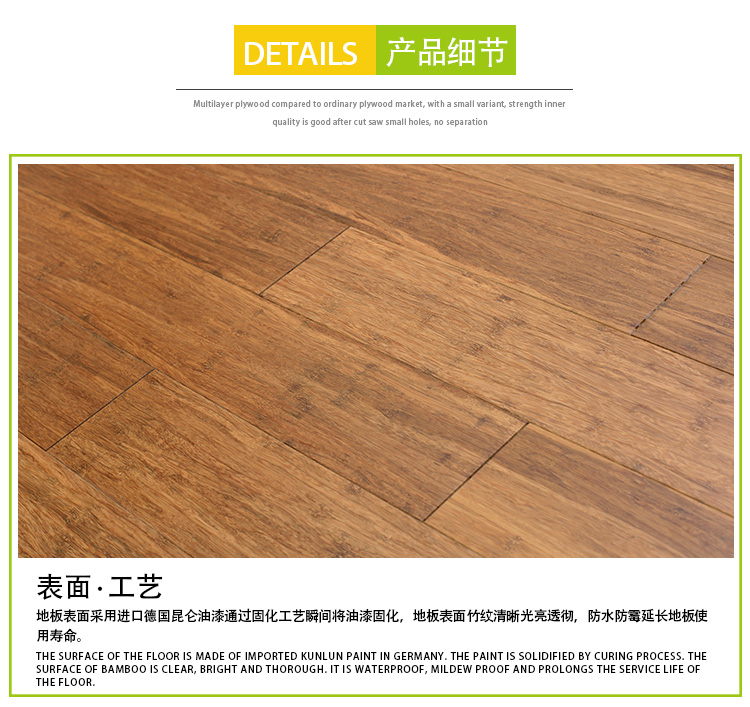 DETAILS 产品细节
Multilayer plywood compared to ordinary plywood market, with a small variant, strength inner
quality is good after cut saw small holes, no separation
表面·工艺
地板表面采用进口德国昆仑油漆通过固化工艺瞬间将油漆固化，地板表面竹纹清晰光亮透彻，防水防霉延长地板使
用寿命。
THE SURFACE OF THE FLOOR IS MADE OF IMPORTED KUNLUN PAINT IN GERMANY. THE PAINT IS SOLIDIFIED BY CURING PROCESS. THE
SURFACE OF BAMBOO IS CLEAR, BRIGHT AND THOROUGH. IT IS WATERPROOF, MILDEW PROOF AND PROLONGS THE SERVICE LIFE OF
THE FLOOR.